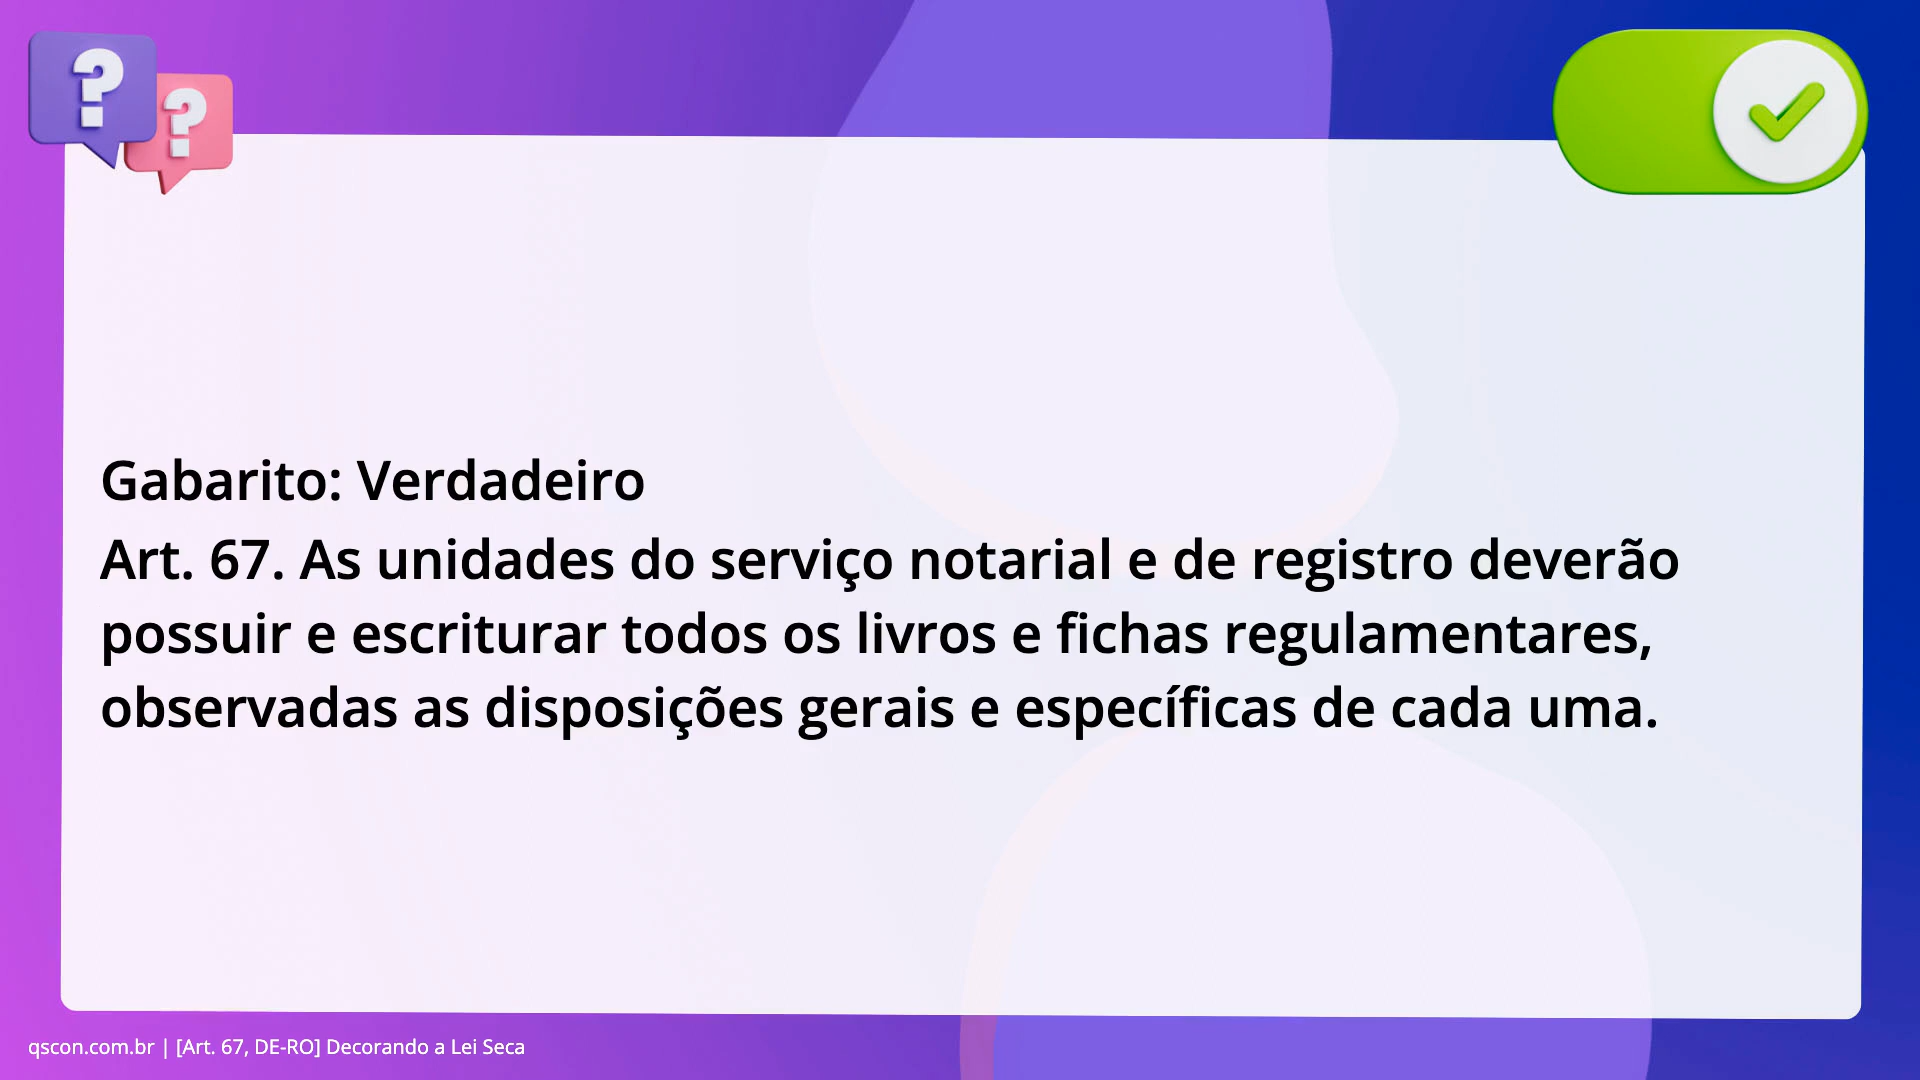 ? ?
Gabarito: Verdadeiro
Art. 67. As unidades do serviço notarial e de registro deverão
possuir e escriturar todos os livros e fichas regulamentares,
observadas as disposições gerais e específicas de cada uma.
qscon.com.br | [Art. 67, DE-RO] Decorando a Lei Seca